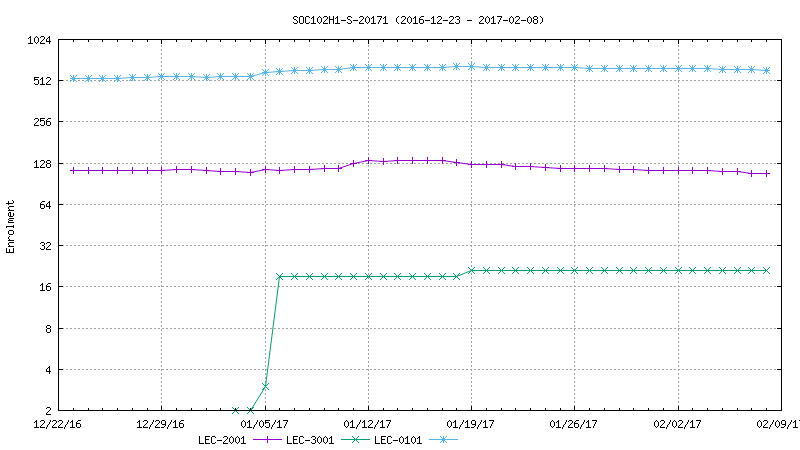 SOC102H1-S-20171 (2016-12-23 - 2017-02-08)
1024
512
256
128
64
32
16
8
4
2
Enrolment
12/22/16 12/29/16 01/05/17 01/12/17 01/19/17 01/26/17 02/02/17 02/09/17
LEC-2001 LEC-3001 LEC-0101